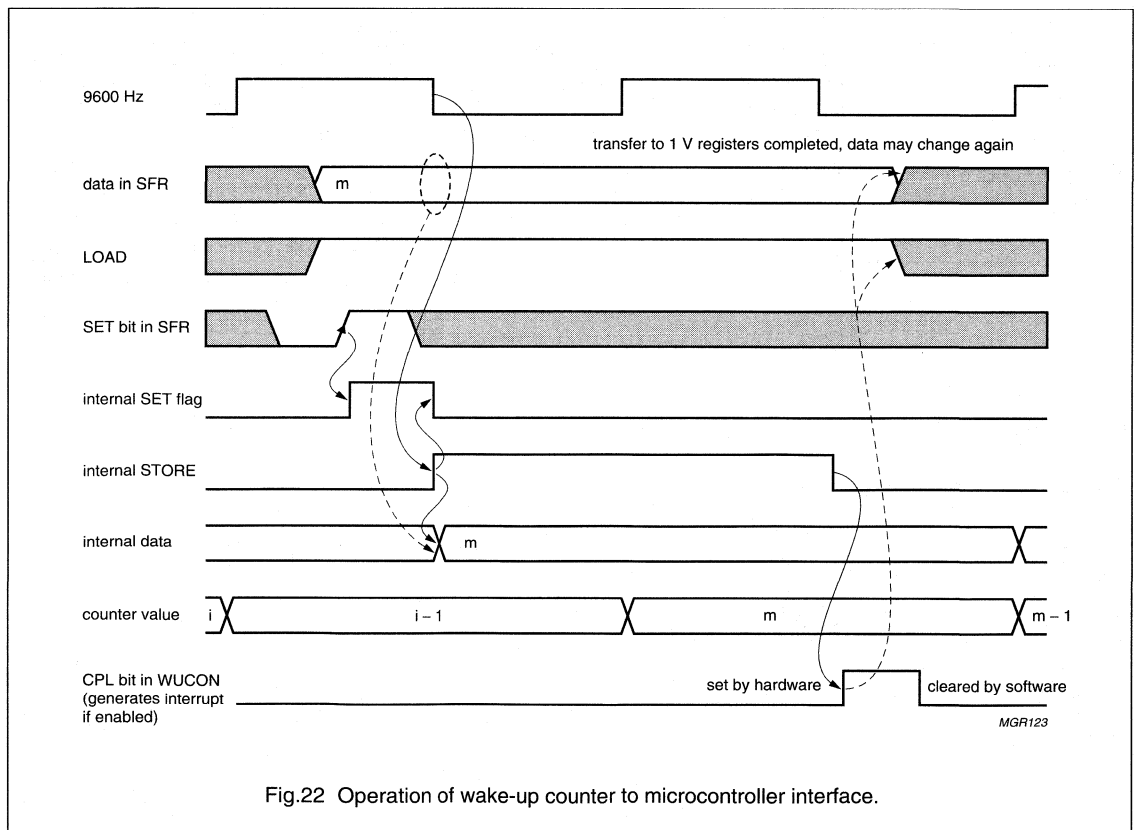 9600 Hz
transfer to 1 V registers completed, data may change again
data in SFR
m
LOAD
SET bit in SFR
internal SET flag
internal STORE
internal data
m
counter value
i
i – 1
m
m – 1
CPL bit in WUCON
(generates interrupt
if enabled)
set by hardware
cleared by software
MGR123
Fig.22 Operation of wake-up counter to microcontroller interface.